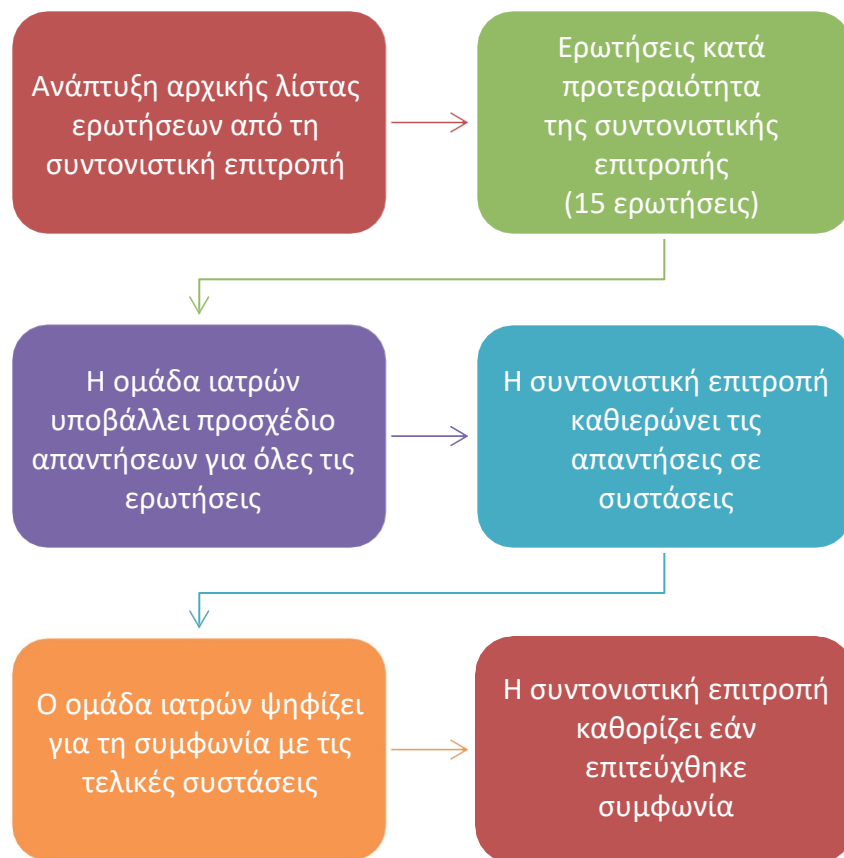 Ανάπτυξη αρχικής λίστας
ερωτήσεων από τη
συντονιστική επιτροπή
Ερωτήσεις κατά
προτεραιότητα
της συντονιστικής
επιτροπής
(15 ερωτήσεις)
Η ομάδα ιατρών
υποβάλλει προσχέδιο
απαντήσεων για όλες τις
ερωτήσεις
Η συντονιστική επιτροπή
καθιερώνει τις
απαντήσεις σε
συστάσεις
Ο ομάδα ιατρών ψηφίζει
για τη συμφωνία με τις
τελικές συστάσεις
Η συντονιστική επιτροπή
καθορίζει εάν
επιτεύχθηκε
συμφωνία